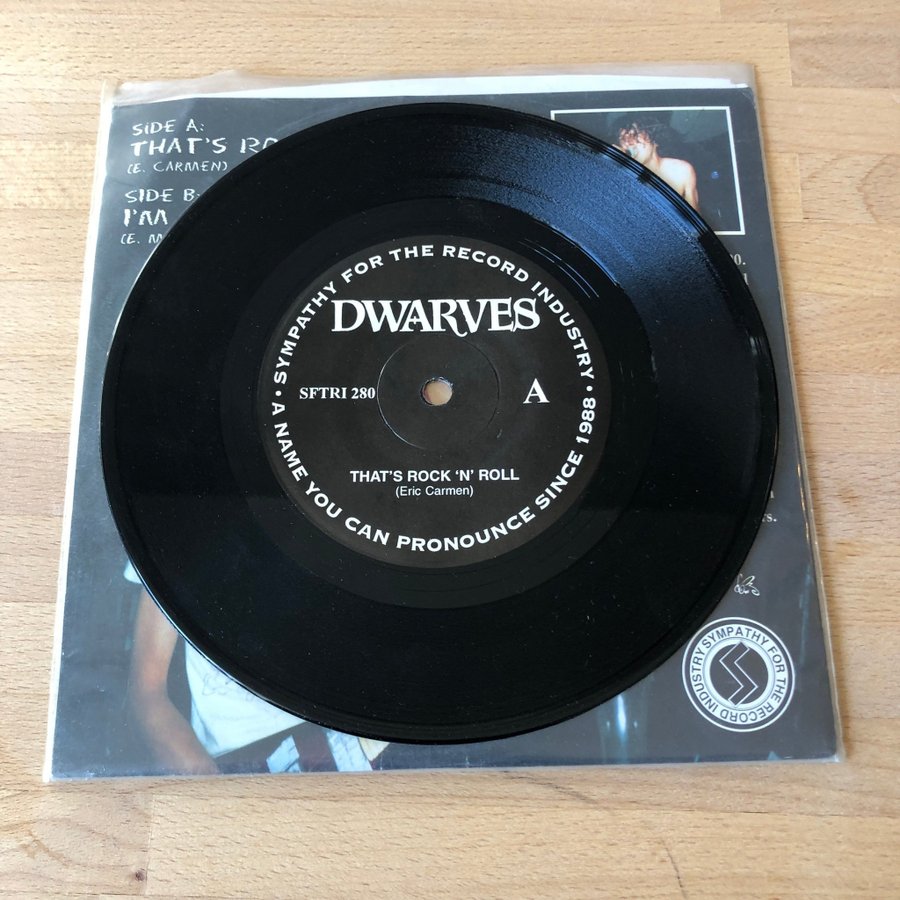 SIDE A:
THAT'S RO
(E. CARMEN)
SIDE B:
I'M
(E. M
SYMPATHY FOR THE RECORD INDUSTRY •
A NAME YOU CAN PRONOUNCE SINCE 1988 •
DWARVES
SFTRI 280
A
THAT'S ROCK 'N' ROLL
(Eric Carmen)
SYMPATHY FOR THE RECORD INDUSTRY